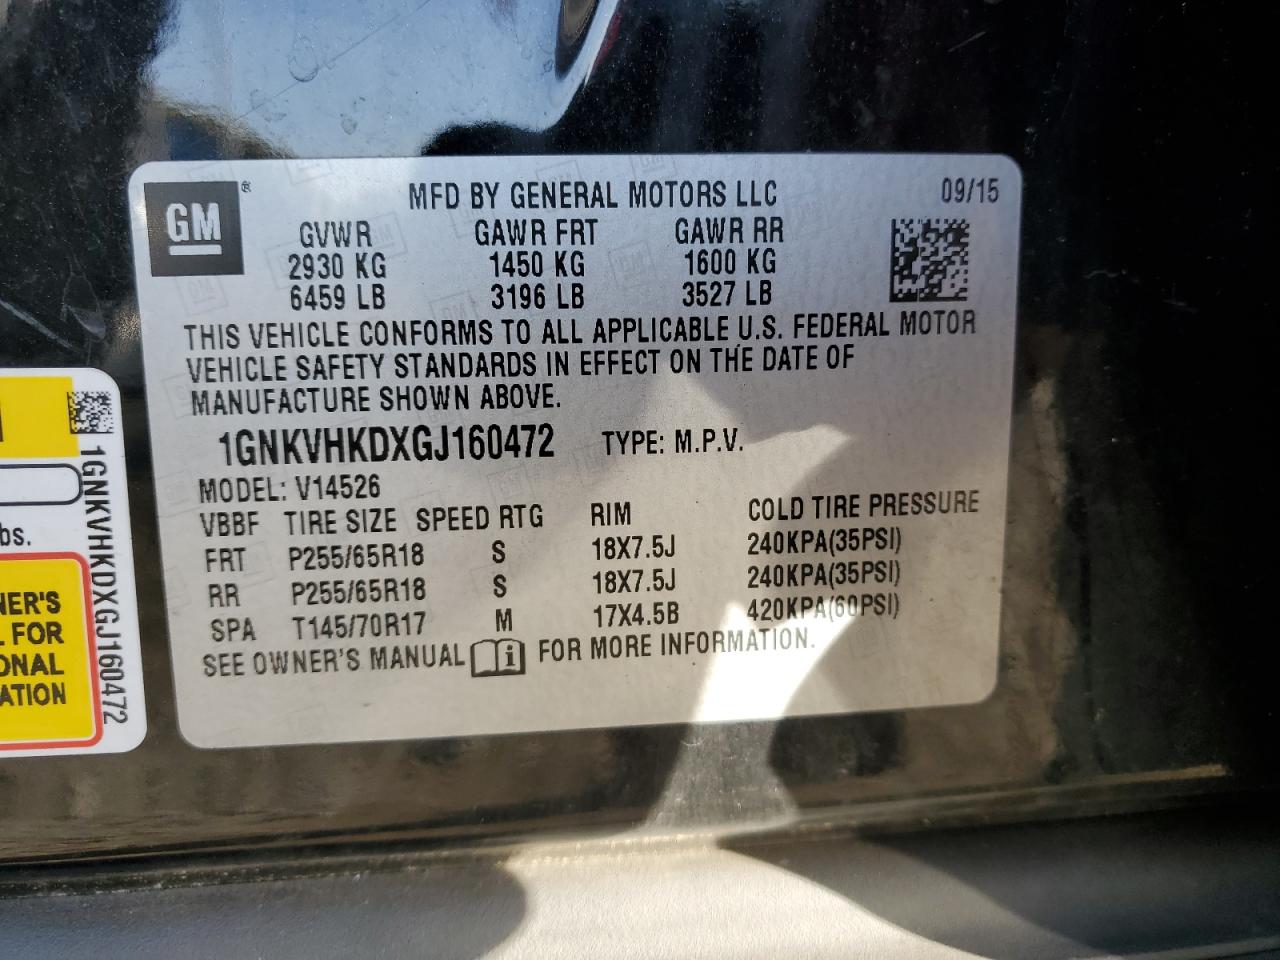 GM ®
MFD BY GENERAL MOTORS LLC 09/15
GVWR GAWR FRT GAWR RR
2930 KG 1450 KG 1600 KG
6459 LB 3196 LB 3527 LB
THIS VEHICLE CONFORMS TO ALL APPLICABLE U.S. FEDERAL MOTOR
VEHICLE SAFETY STANDARDS IN EFFECT ON THE DATE OF
MANUFACTURE SHOWN ABOVE.
1GNKVHKDXGJ160472 TYPE: M.P.V.
MODEL: V14526
VBBF TIRE SIZE SPEED RTG RIM COLD TIRE PRESSURE
FRT P255/65R18 S 18X7.5J 240KPA(35PSI)
RR P255/65R18 S 18X7.5J 240KPA(35PSI)
SPA T145/70R17 M 17X4.5B 420KPA(60PSI)
SEE OWNER'S MANUAL i FOR MORE INFORMATION.
1GNKVHKDXGJ160472
bs.
NER'S
L FOR
ONAL
ATION